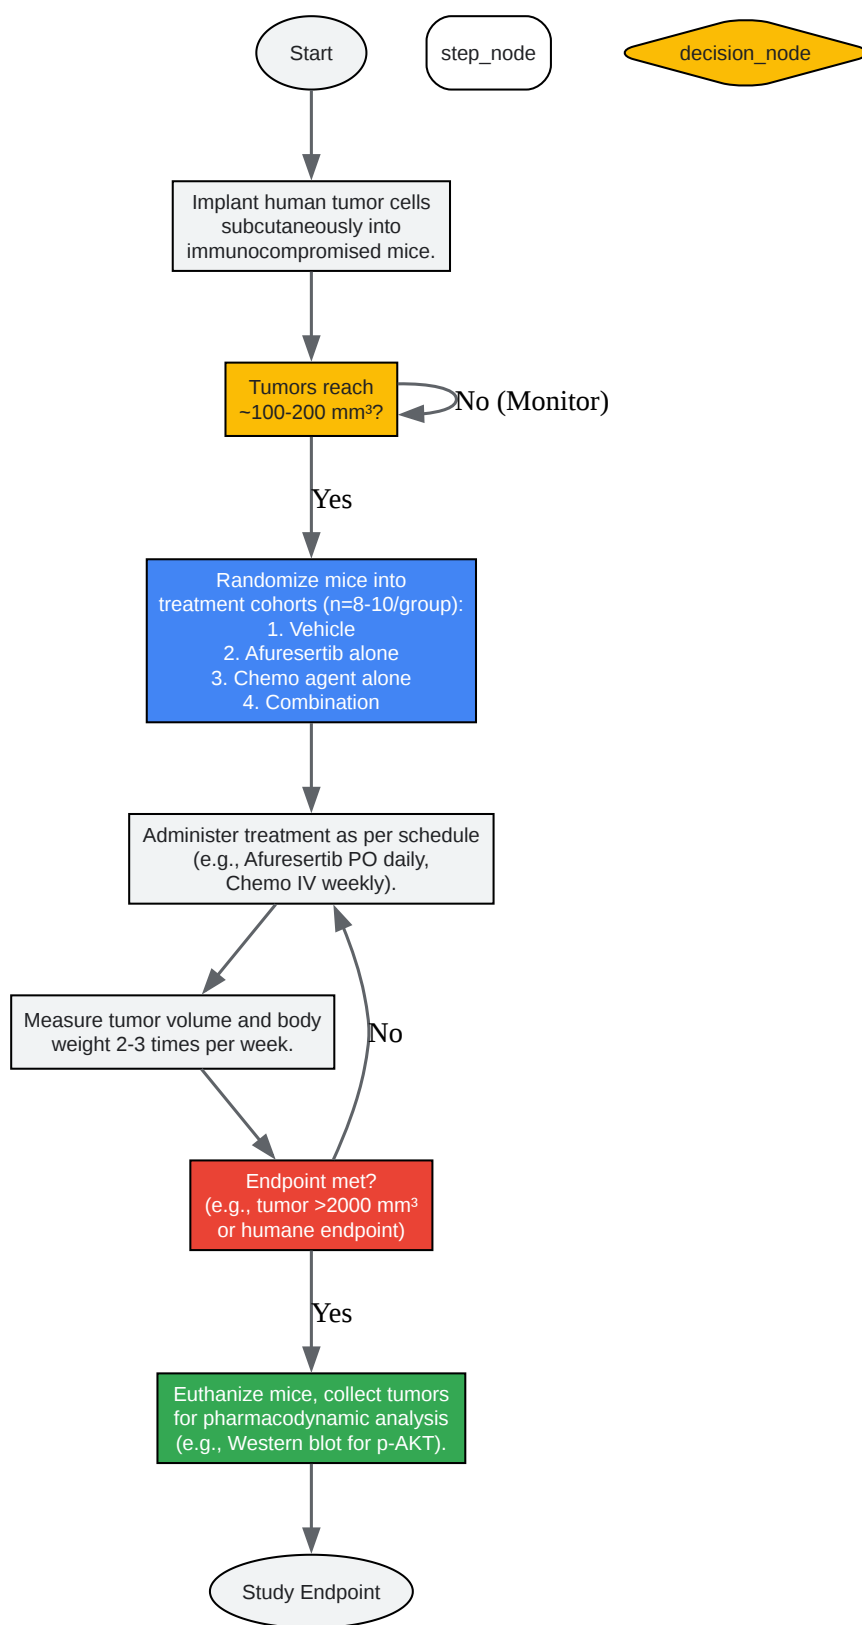 Start
step_node
decision_node
Implant human tumor cells
subcutaneously into
immunocompromised mice.
Tumors reach
~100-200 mm³?
No (Monitor)
Yes
Randomize mice into
treatment cohorts (n=8-10/group):
1. Vehicle
2. Afuresertib alone
3. Chemo agent alone
4. Combination
Administer treatment as per schedule
(e.g., Afuresertib PO daily,
Chemo IV weekly).
Measure tumor volume and body
weight 2-3 times per week.
No
Endpoint met?
(e.g., tumor >2000 mm³
or humane endpoint)
Yes
Euthanize mice, collect tumors
for pharmacodynamic analysis
(e.g., Western blot for p-AKT).
Study Endpoint